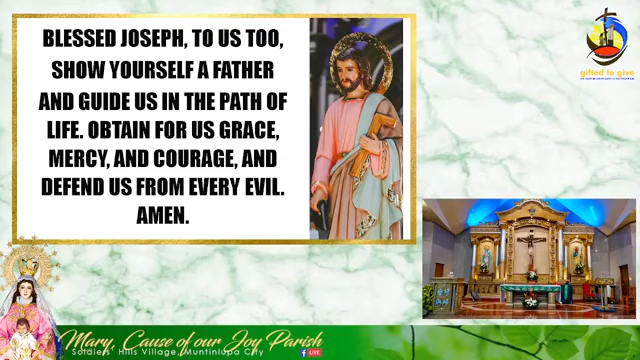 BLESSED JOSEPH, TO US TOO,
SHOW YOURSELF A FATHER
AND GUIDE US IN THE PATH OF
LIFE. OBTAIN FOR US GRACE,
MERCY, AND COURAGE, AND
DEFEND US FROM EVERY EVIL.
AMEN.
gifted to give
Mary, Cause of our Joy Parish
Soldiers' Hills Village, Muntinlupa City
LIVE